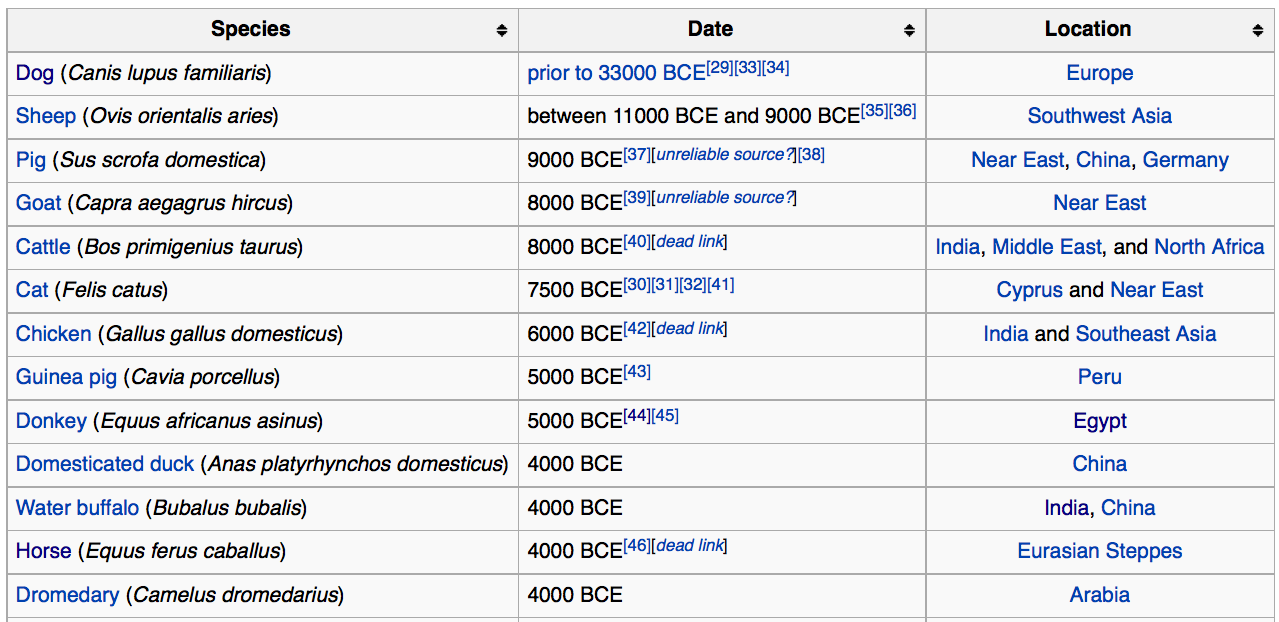 Species Date Location
Dog (Canis lupus familiaris) prior to 33000 BCE[29][33][34] Europe
Sheep (Ovis orientalis aries) between 11000 BCE and 9000 BCE[35][36] Southwest Asia
Pig (Sus scrofa domestica) 9000 BCE[37][unreliable source?][38] Near East, China, Germany
Goat (Capra aegagrus hircus) 8000 BCE[39][unreliable source?] Near East
Cattle (Bos primigenius taurus) 8000 BCE[40][dead link] India, Middle East, and North Africa
Cat (Felis catus) 7500 BCE[30][31][32][41] Cyprus and Near East
Chicken (Gallus gallus domesticus) 6000 BCE[42][dead link] India and Southeast Asia
Guinea pig (Cavia porcellus) 5000 BCE[43] Peru
Donkey (Equus africanus asinus) 5000 BCE[44][45] Egypt
Domesticated duck (Anas platyrhynchos domesticus) 4000 BCE China
Water buffalo (Bubalus bubalis) 4000 BCE India, China
Horse (Equus ferus caballus) 4000 BCE[46][dead link] Eurasian Steppes
Dromedary (Camelus dromedarius) 4000 BCE Arabia